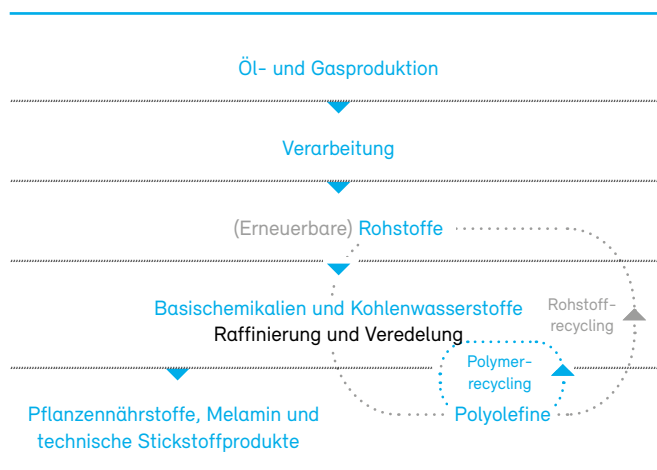 Öl- und Gasproduktion
Verarbeitung
(Erneuerbare) Rohstoffe
Basischemikalien und Kohlenwasserstoffe
Raffinierung und Veredelung
Rohstoff-
recycling
Polymer-
recycling
Polyolefine
Pflanzennährstoffe, Melamin und
technische Stickstoffprodukte